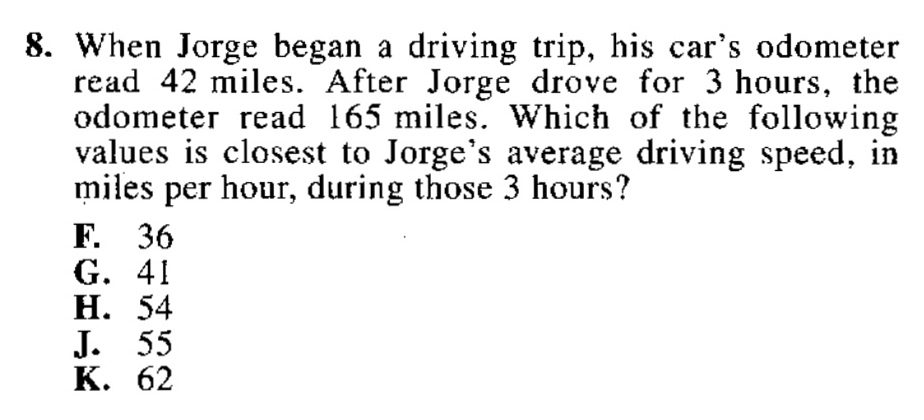 8. When Jorge began a driving trip, his car's odometer
read 42 miles. After Jorge drove for 3 hours, the
odometer read 165 miles. Which of the following
values is closest to Jorge's average driving speed, in
miles per hour, during those 3 hours?
F. 36
G. 41
H. 54
J. 55
K. 62